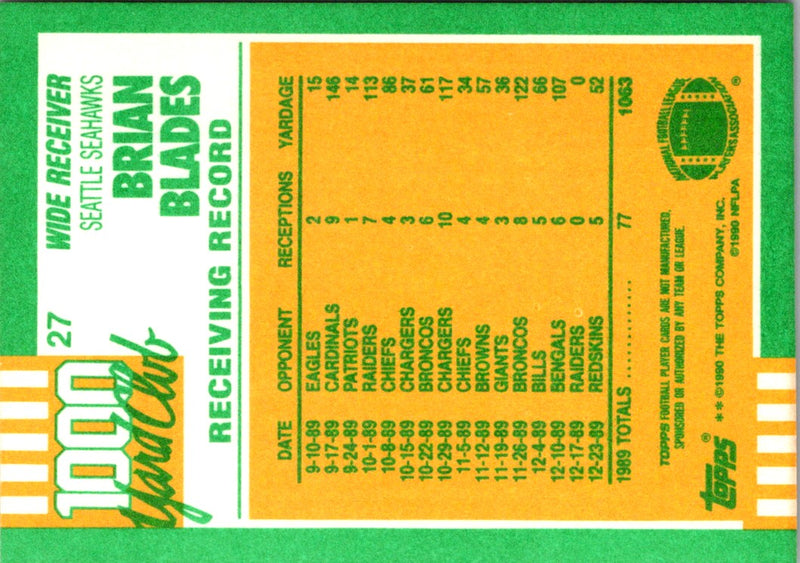 1000
Yard Club
27
WIDE RECEIVER
SEATTLE SEAHAWKS
BRIAN
BLADES
RECEIVING RECORD
DATE OPPONENT RECEPTIONS YARDAGE
9-10-89 EAGLES 2 15
9-17-89 CARDINALS 9 146
9-24-89 PATRIOTS 1 14
10-1-89 RAIDERS 7 113
10-8-89 CHIEFS 4 86
10-15-89 CHARGERS 3 37
10-22-89 BRONCOS 6 61
10-29-89 CHARGERS 10 117
11-5-89 CHIEFS 4 34
11-12-89 BROWNS 4 57
11-19-89 GIANTS 3 36
11-26-89 BRONCOS 8 122
12-4-89 BILLS 5 66
12-10-89 BENGALS 6 107
12-17-89 RAIDERS 0 0
12-23-89 REDSKINS 5 52
1989 TOTALS .............. 77 1063
TOPPS FOOTBALL PLAYER CARDS ARE NOT MANUFACTURED,
SPONSORED OR AUTHORIZED BY ANY TEAM OR LEAGUE.
TOPPS®
**©1990 THE TOPPS COMPANY, INC.
©1990 NFLPA
NATIONAL FOOTBALL LEAGUE
PLAYERS ASSOCIATION
®